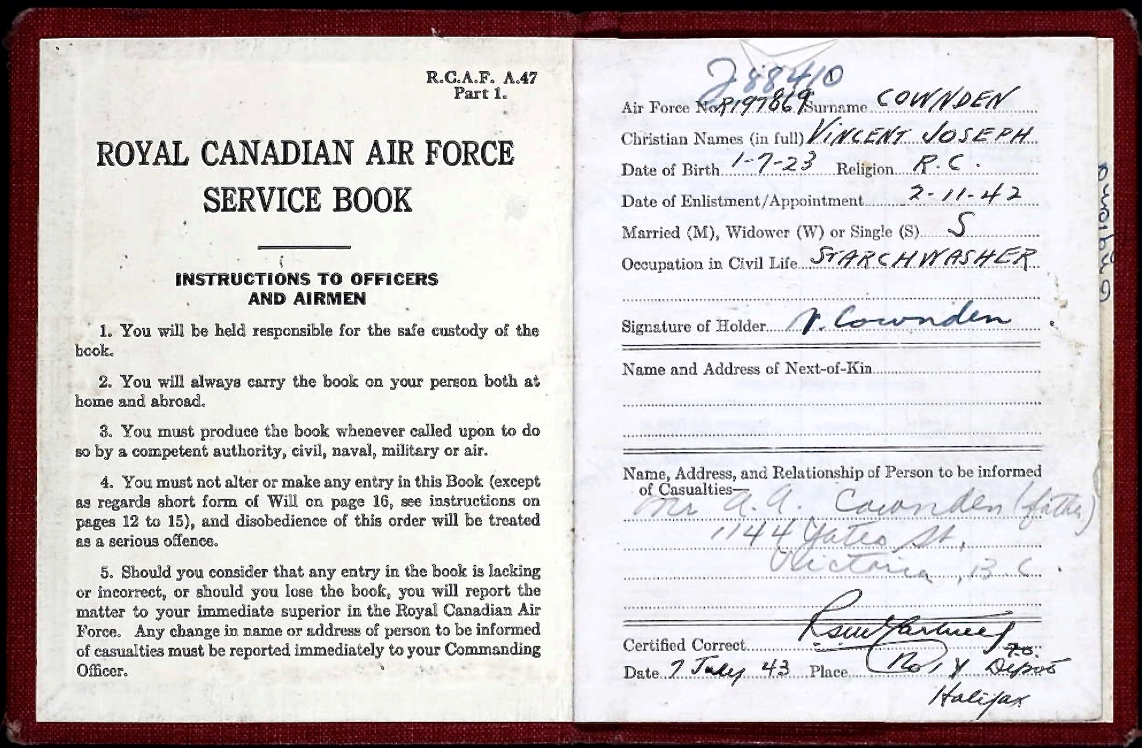 R.C.A.F. A.47
Part 1.
ROYAL CANADIAN AIR FORCE
SERVICE BOOK
INSTRUCTIONS TO OFFICERS
AND AIRMEN
1. You will be held responsible for the safe custody of the
book.
2. You will always carry the book on your person both at
home and abroad.
3. You must produce the book whenever called upon to do
so by a competent authority, civil, naval, military or air.
4. You must not alter or make any entry in this Book (except
as regards short form of Will on page 16, see instructions on
pages 12 to 15), and disobedience of this order will be treated
as a serious offence.
5. Should you consider that any entry in the book is lacking
or incorrect, or should you lose the book, you will report the
matter to your immediate superior in the Royal Canadian Air
Force. Any change in name or address of person to be informed
of casualties must be reported immediately to your Commanding
Officer.
J88410
Air Force No. R197869 Surname COWNDEN
Christian Names (in full) VINCENT JOSEPH
Date of Birth 1-7-23 Religion R.C.
Date of Enlistment/Appointment 2-11-42
Married (M), Widower (W) or Single (S) S
Occupation in Civil Life STARCHWASHER
Signature of Holder V. Cownden
Name and Address of Next-of-Kin
Name, Address, and Relationship of Person to be informed
of Casualties—
Mr A. A. Cownden (father)
1144 Yates St.
Victoria, B.C.
Certified Correct
Date 7 July 43 Place No 1 Y Depot
Halifax